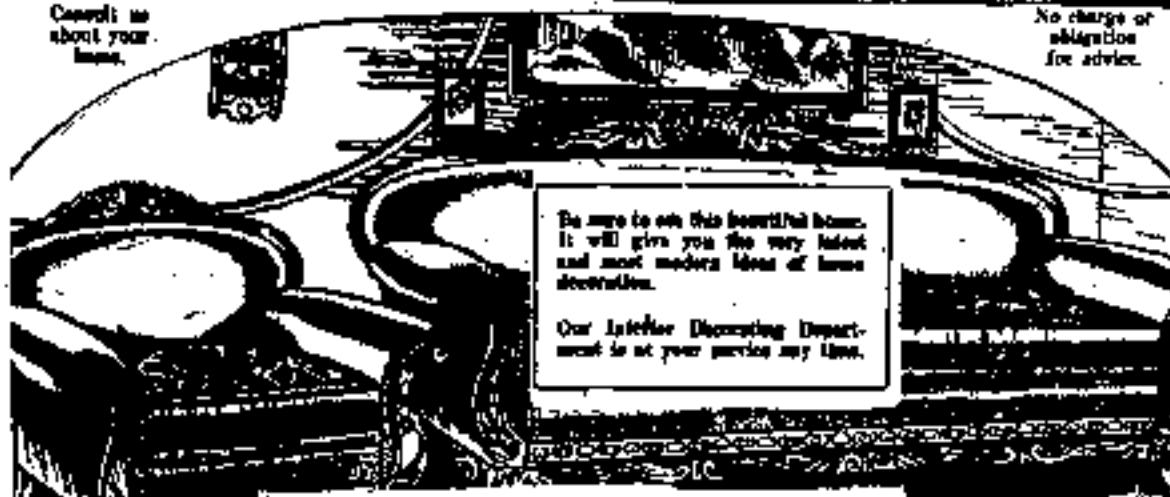 Consult us
about your
home.
No charge or
obligation
for advice.
Be sure to see this beautiful home.
It will give you the very latest
and most modern ideas of home
decoration.
Our Interior Decorating Depart-
ment is at your service any time.